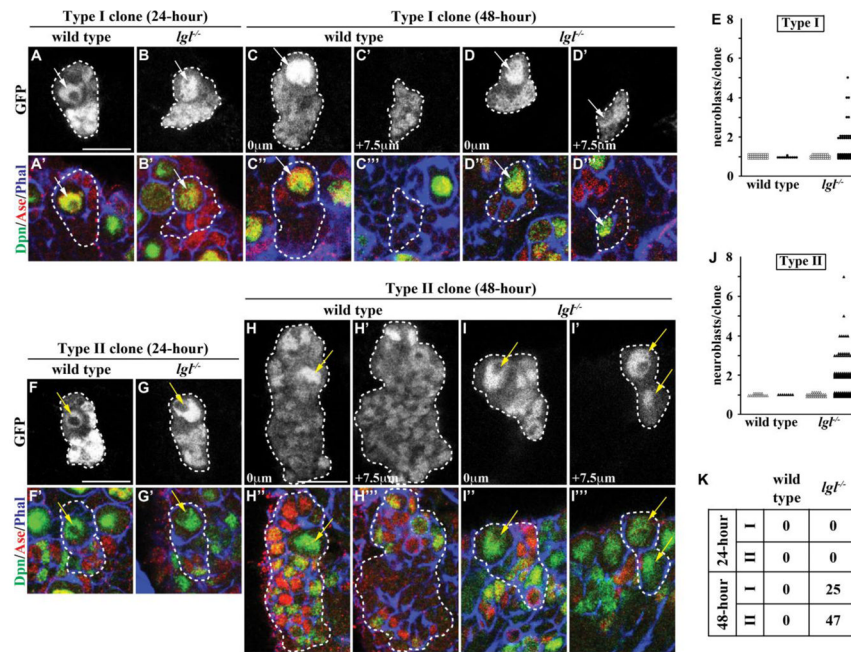 Type I clone (24-hour)
Type I clone (48-hour)
wild type
lgl-/-
wild type
lgl-/-
GFP
A
B
C
C'
D
D'
0μm
+7.5μm
0μm
+7.5μm
Dpn/Ase/Phal
A'
B'
C''
C'''
D''
D'''
E
Type I
neuroblasts/clone
8
6
4
2
0
wild type
lgl-/-
Type II clone (48-hour)
wild type
lgl-/-
Type II clone (24-hour)
wild type
lgl-/-
GFP
F
G
H
H'
I
I'
0μm
+7.5μm
0μm
+7.5μm
Dpn/Ase/Phal
F'
G'
H''
H'''
I''
I'''
J
Type II
neuroblasts/clone
8
6
4
2
0
wild type
lgl-/-
K
wild type lgl-/-
24-hour
I 0 0
II 0 0
48-hour
I 0 25
II 0 47